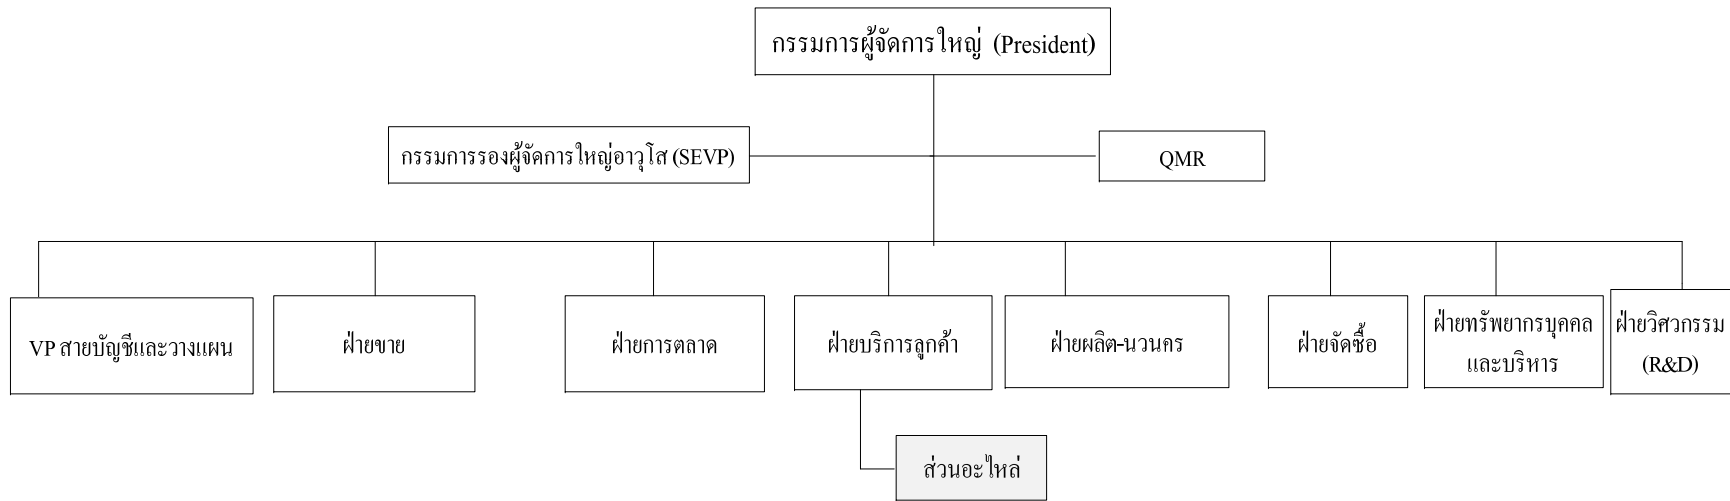 กรรมการผู้จัดการใหญ่ (President)
กรรมการรองผู้จัดการใหญ่อาวุโส (SEVP)
QMR
VP สายบัญชีและวางแผน
ฝ่ายขาย
ฝ่ายการตลาด
ฝ่ายบริการลูกค้า
ฝ่ายผลิต-นวนคร
ฝ่ายจัดซื้อ
ฝ่ายทรัพยากรบุคคล
และบริหาร
ฝ่ายวิศวกรรม
(R&D)
ส่วนอะไหล่